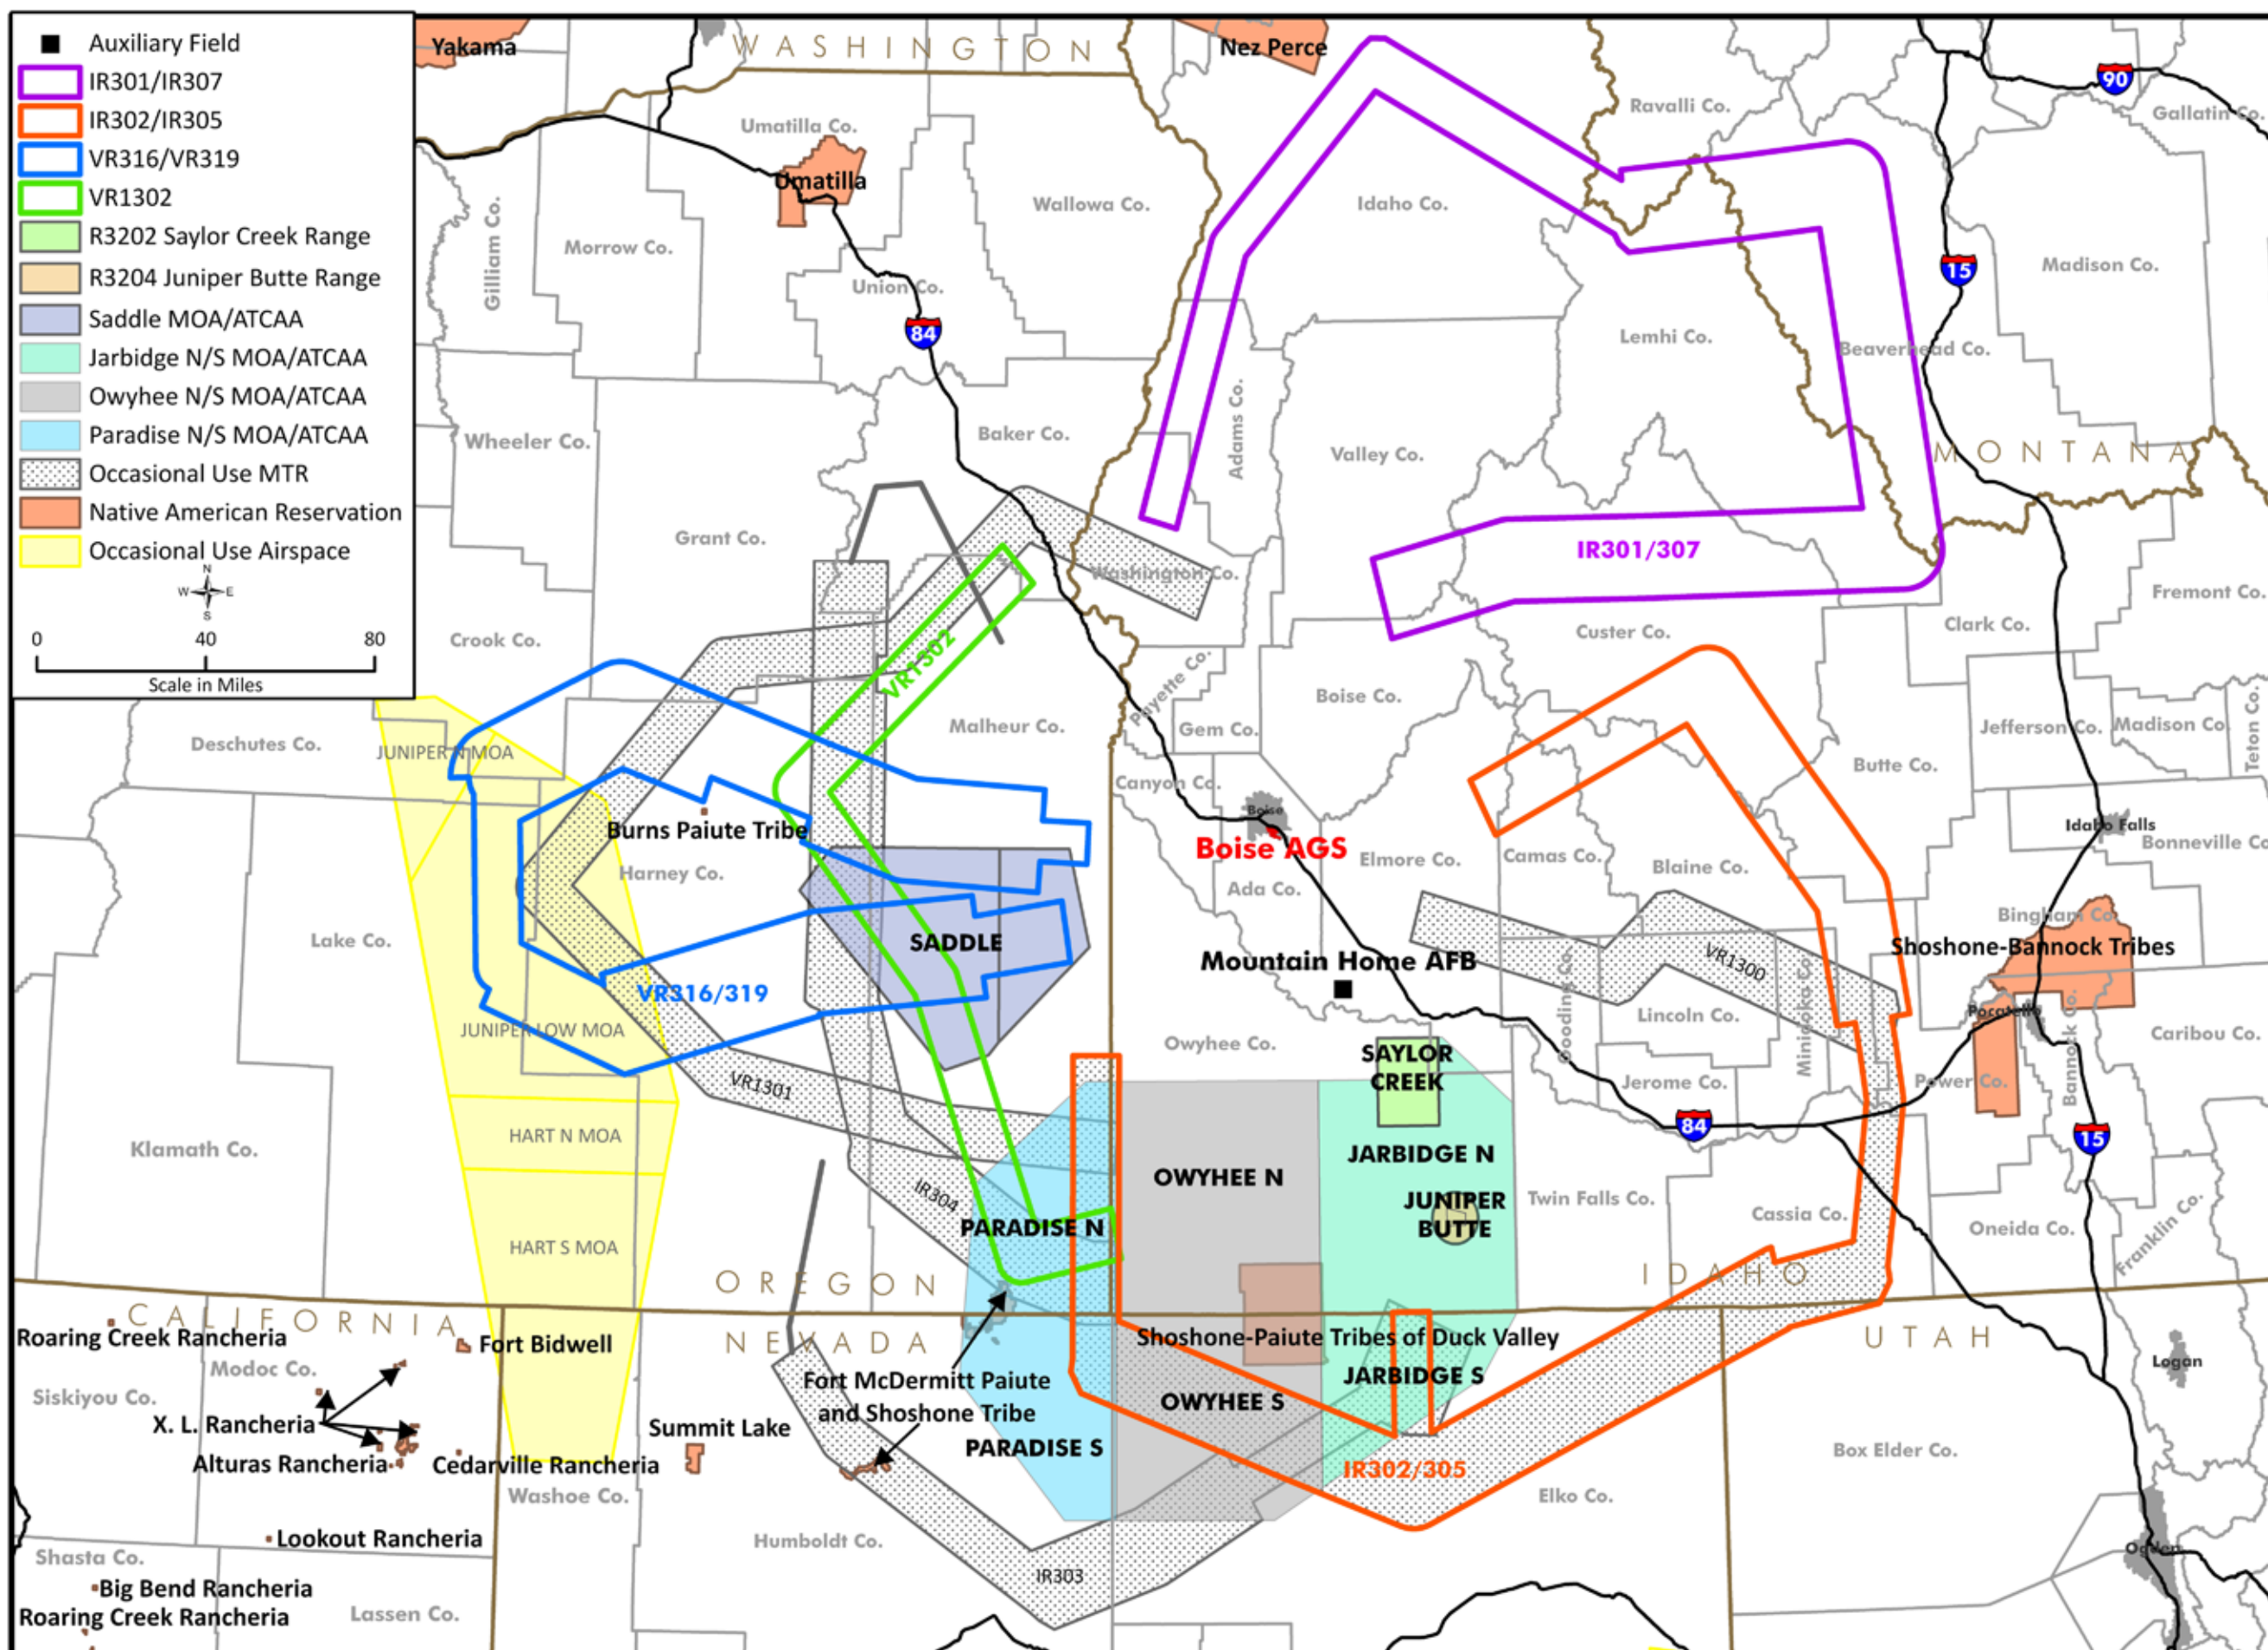 Auxiliary Field
IR301/IR307
IR302/IR305
VR316/VR319
VR1302
R3202 Saylor Creek Range
R3204 Juniper Butte Range
Saddle MOA/ATCAA
Jarbidge N/S MOA/ATCAA
Owyhee N/S MOA/ATCAA
Paradise N/S MOA/ATCAA
Occasional Use MTR
Native American Reservation
Occasional Use Airspace
N
W E
S
0 40 80
Scale in Miles
Yakama
WASHINGTON
Nez Perce
90
Ravalli Co.
Gallatin Co.
Umatilla Co.
Umatilla
Wallowa Co.
Idaho Co.
Gilliam Co.
Morrow Co.
Union Co.
15
Madison Co.
84
Lemhi Co.
Beaverhead Co.
Wheeler Co.
Baker Co.
Adams Co.
Valley Co.
MONTANA
Grant Co.
Washington Co.
IR301/307
Fremont Co.
Crook Co.
VR1302
Custer Co.
Clark Co.
Payette Co.
Boise Co.
Deschutes Co.
JUNIPER N MOA
Malheur Co.
Gem Co.
Jefferson Co.
Madison Co.
Teton Co.
Canyon Co.
Butte Co.
Boise
Boise AGS
Burns Paiute Tribe
Harney Co.
Elmore Co.
Camas Co.
Blaine Co.
Idaho Falls
Bonneville Co
Ada Co.
Lake Co.
SADDLE
Bingham Co.
Shoshone-Bannock Tribes
Mountain Home AFB
VR1300
VR316/319
Gooding Co.
Minidoka Co.
JUNIPER LOW MOA
Lincoln Co.
Pocatello
Bannock Co.
Caribou Co.
Owyhee Co.
SAYLOR
CREEK
VR1301
Jerome Co.
Power Co.
84
15
HART N MOA
Klamath Co.
OWYHEE N
JARBIDGE N
IR304
JUNIPER
BUTTE
Twin Falls Co.
Cassia Co.
Oneida Co.
Franklin Co.
PARADISE N
HART S MOA
OREGON
IDAHO
CALIFORNIA
NEVADA
UTAH
Roaring Creek Rancheria
Fort Bidwell
Shoshone-Paiute Tribes of Duck Valley
Modoc Co.
Siskiyou Co.
Fort McDermitt Paiute
and Shoshone Tribe
JARBIDGE S
Logan
OWYHEE S
X. L. Rancheria
Summit Lake
PARADISE S
Alturas Rancheria
Cedarville Rancheria
IR302/305
Box Elder Co.
Washoe Co.
Elko Co.
Lookout Rancheria
Humboldt Co.
Shasta Co.
Ogden
IR303
Big Bend Rancheria
Roaring Creek Rancheria
Lassen Co.